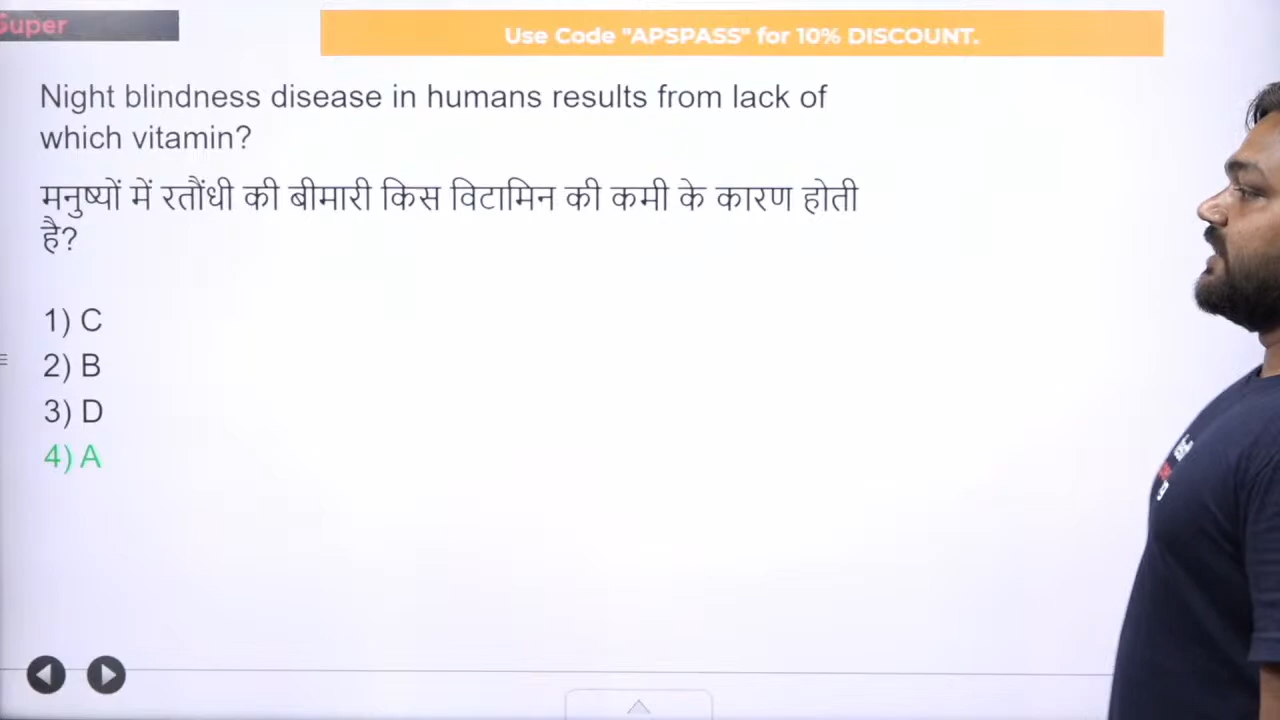 Super
Use Code "APSPASS" for 10% DISCOUNT.
Night blindness disease in humans results from lack of
which vitamin?
मनुष्यों में रतौंधी की बीमारी किस विटामिन की कमी के कारण होती
है?
1) C
2) B
3) D
4) A